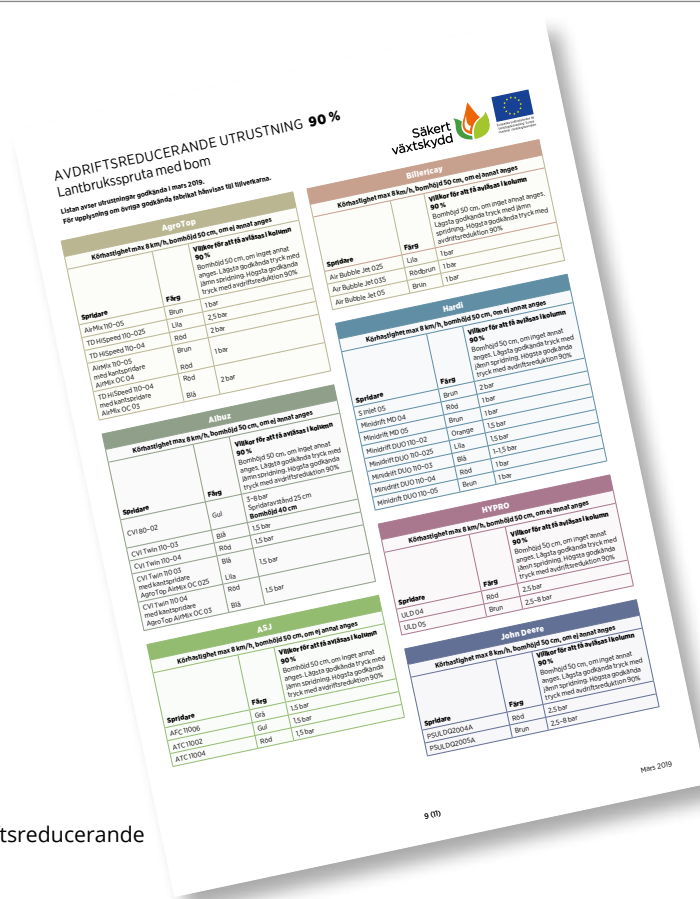 AVDRIFTSREDUCERANDE UTRUSTNING 90 %
Lantbruksspruta med bom
Listan avser utrustningar godkända i mars 2019.
För upplysning om övriga godkända fabrikat hänvisas till tillverkarna.
Säkert
växtskydd
AgroTop
Körhastighet max 8 km/h, bomhöjd 50 cm, om ej annat anges
Spridare Färg Villkor för att få avläsas i kolumn
90 %
Bomhöjd 50 cm, om inget annat
anges. Lägsta godkända tryck med
jämn spridning. Högsta godkända
tryck med avdriftsreduktion 90%
AirMix 110-05 Brun 1 bar
TD HiSpeed 110-025 Lila 2,5 bar
TD HiSpeed 110-04 Röd 2 bar
AirMix 110-05 Brun
med kantspridare 1 bar
AirMix OC 04 Röd
TD HiSpeed 110-04 Röd
med kantspridare 2 bar
AirMix OC 03 Blå
Albuz
Körhastighet max 8 km/h, bomhöjd 50 cm, om ej annat anges
Spridare Färg Villkor för att få avläsas i kolumn
90 %
Bomhöjd 50 cm, om inget annat
anges. Lägsta godkända tryck med
jämn spridning. Högsta godkända
tryck med avdriftsreduktion 90%
CVI 80-02 Gul 3-8 bar
Spridaravstånd 25 cm
Bomhöjd 40 cm
CVI Twin 110-03 Blå 1,5 bar
CVI Twin 110-04 Röd 1,5 bar
CVI Twin 110 03 Blå
med kantspridare 1,5 bar
AgroTop AirMix OC 025 Lila
CVI Twin 110 04 Röd
med kantspridare 1,5 bar
AgroTop AirMix OC 03 Blå
ASJ
Körhastighet max 8 km/h, bomhöjd 50 cm, om ej annat anges
Spridare Färg Villkor för att få avläsas i kolumn
90 %
Bomhöjd 50 cm, om inget annat
anges. Lägsta godkända tryck med
jämn spridning. Högsta godkända
tryck med avdriftsreduktion 90%
AFC 11006 Grå 1,5 bar
ATC 11002 Gul 1,5 bar
ATC 11004 Röd 1,5 bar
Billericay
Körhastighet max 8 km/h, bomhöjd 50 cm, om ej annat anges
Spridare Färg Villkor för att få avläsas i kolumn
90 %
Bomhöjd 50 cm, om inget annat anges.
Lägsta godkända tryck med jämn
spridning. Högsta godkända tryck med
avdriftsreduktion 90%
Air Bubble Jet 025 Lila 1 bar
Air Bubble Jet 035 Rödbrun 1 bar
Air Bubble Jet 05 Brun 1 bar
Hardi
Körhastighet max 8 km/h, bomhöjd 50 cm, om ej annat anges
Spridare Färg Villkor för att få avläsas i kolumn
90 %
Bomhöjd 50 cm, om inget annat
anges. Lägsta godkända tryck med
jämn spridning. Högsta godkända
tryck med avdriftsreduktion 90%
S inlet 05 Brun 2 bar
Minidrift MD 04 Röd 1 bar
Minidrift MD 05 Brun 1 bar
Minidrift DUO 110-02 Orange 1,5 bar
Minidrift DUO 110-025 Lila 1,5 bar
Minidrift DUO 110-03 Blå 1-1,5 bar
Minidrift DUO 110-04 Röd 1 bar
Minidrift DUO 110-05 Brun 1 bar
HYPRO
Körhastighet max 8 km/h, bomhöjd 50 cm, om ej annat anges
Spridare Färg Villkor för att få avläsas i kolumn
90 %
Bomhöjd 50 cm, om inget annat
anges. Lägsta godkända tryck med
jämn spridning. Högsta godkända
tryck med avdriftsreduktion 90%
ULD 04 Röd 2,5 bar
ULD 05 Brun 2,5-8 bar
John Deere
Körhastighet max 8 km/h, bomhöjd 50 cm, om ej annat anges
Spridare Färg Villkor för att få avläsas i kolumn
90 %
Bomhöjd 50 cm, om inget annat
anges. Lägsta godkända tryck med
jämn spridning. Högsta godkända
tryck med avdriftsreduktion 90%
PSULDQ2004A Röd 2,5 bar
PSULDQ2005A Brun 2,5-8 bar
Mars 2019
9 (11)
tsreducerande